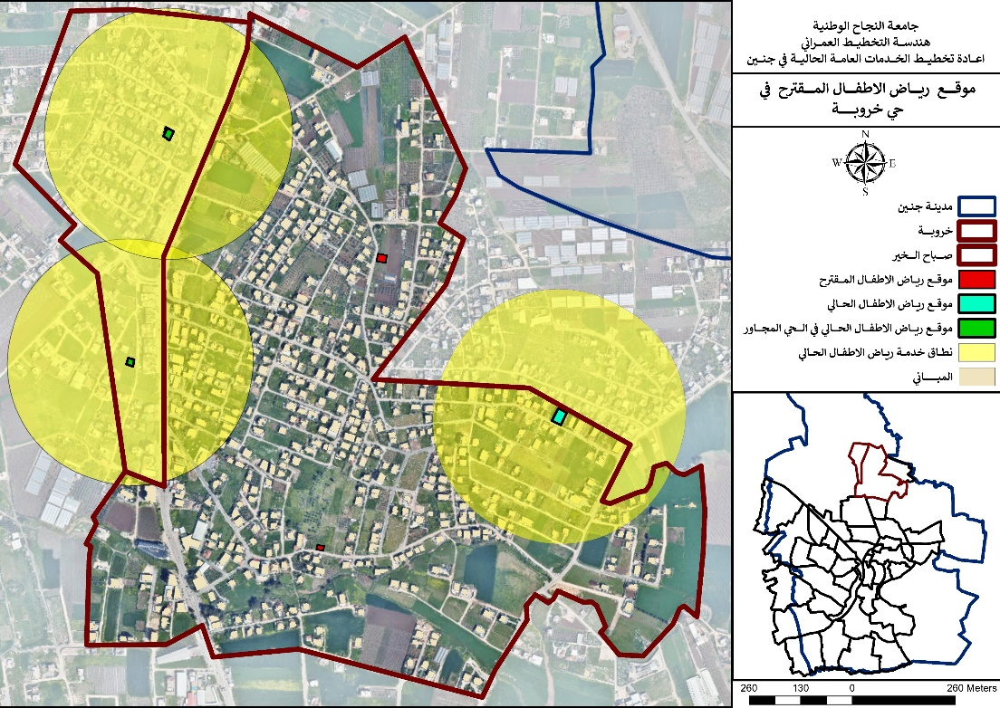 جامعة النجاح الوطنية
هندسة التخطيط العمراني
اعادة تخطيط الخدمات العامة الحالية في جنين
موقع رياض الاطفال المقترح في
حي خروبة
N
W E
S
مدينة جنين
خروبة
صباح الخير
موقع رياض الاطفال المقترح
موقع رياض الاطفال الحالي
موقع رياض الاطفال الحالي في الحي المجاور
نطاق خدمة رياض الاطفال الحالي
المباني
260 130 0 260 Meters